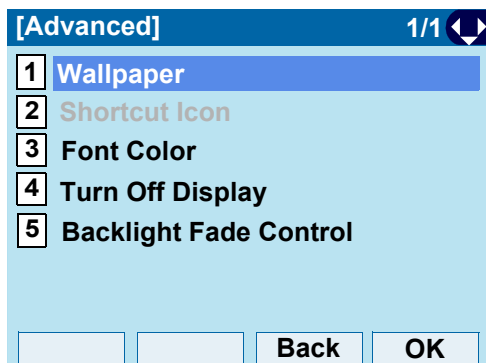 [Advanced] 1/1
1 Wallpaper
2 Shortcut Icon
3 Font Color
4 Turn Off Display
5 Backlight Fade Control
Back OK